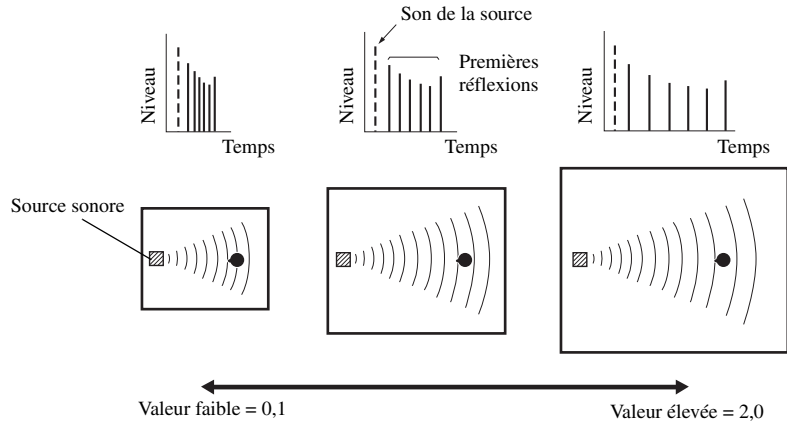 Son de la source
Niveau
Temps
Niveau
Premières
réflexions
Temps
Niveau
Temps
Source sonore
Valeur faible = 0,1
Valeur élevée = 2,0